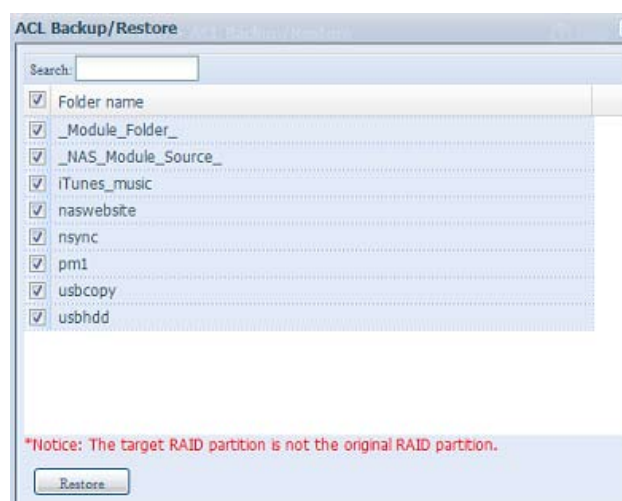 ACL Backup/Restore
Search:
Folder name
_Module_Folder_
_NAS_Module_Source_
iTunes_music
naswebsite
nsync
pm1
usbcopy
usbhdd
*Notice: The target RAID partition is not the original RAID partition.
Restore